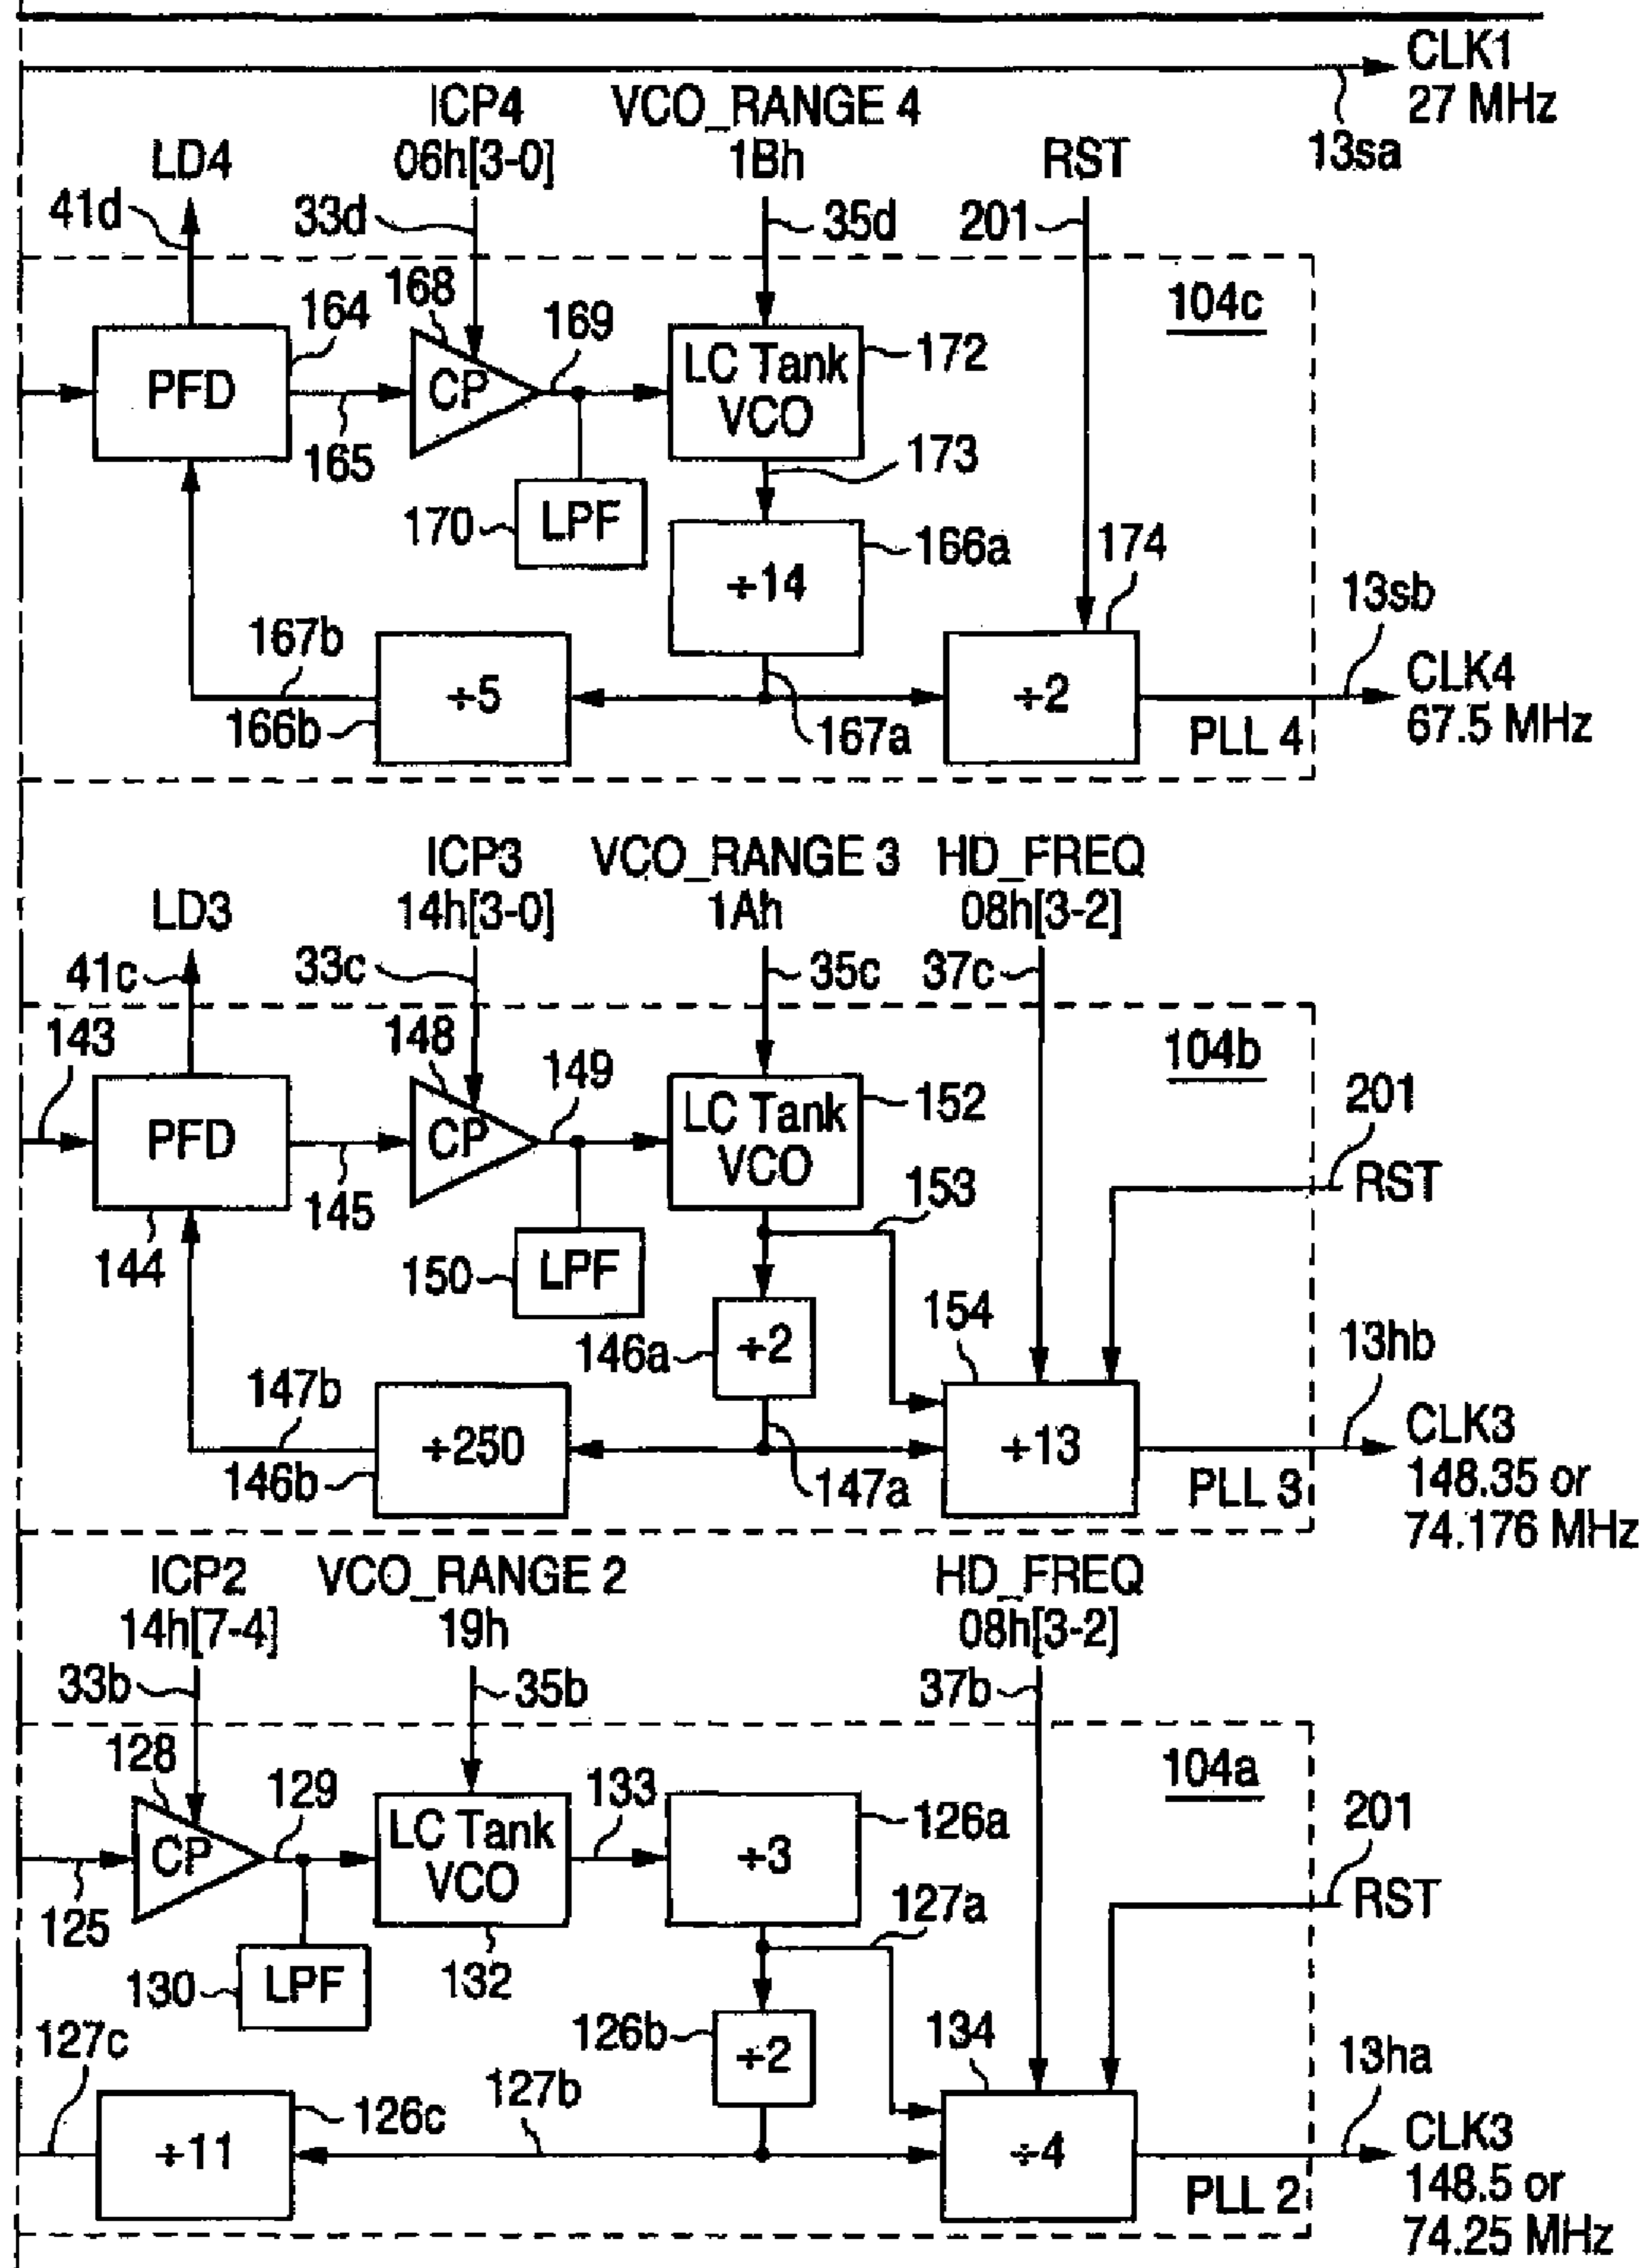 CLK1
27 MHz
13sa
ICP4
06h[3-0]
VCO_RANGE 4
1Bh
RST
LD4
41d
33d
35d
201
104c
168
164
169
PFD
CP
LC Tank
VCO
172
165
173
170
LPF
166a
÷14
174
13sb
167b
÷5
÷2
CLK4
67.5 MHz
166b
167a
PLL 4
ICP3
14h[3-0]
VCO_RANGE 3
1Ah
HD_FREQ
08h[3-2]
LD3
41c
33c
35c
37c
143
148
149
104b
PFD
CP
LC Tank
VCO
152
201
RST
144
145
153
150
LPF
154
146a
÷2
13hb
147b
÷250
÷13
CLK3
148.35 or
74.176 MHz
146b
147a
PLL 3
ICP2
14h[7-4]
VCO_RANGE 2
19h
HD_FREQ
08h[3-2]
33b
35b
37b
128
129
133
104a
CP
LC Tank
VCO
÷3
126a
201
RST
125
127a
130
LPF
132
126b
÷2
134
13ha
127c
127b
÷11
126c
÷4
CLK3
148.5 or
74.25 MHz
PLL 2